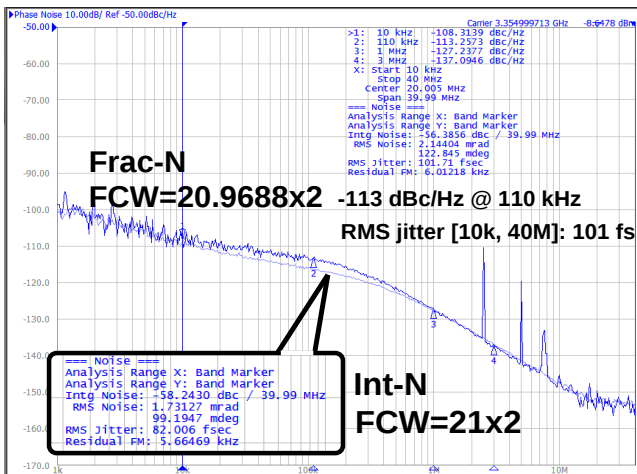 Phase Noise 10.00dB/ Ref -50.00dBc/Hz
Carrier 3.354999713 GHz -8.6478 dBm
-50.00
-60.00
-70.00
-80.00
-90.00
-100.0
-110.0
-120.0
-130.0
-140.0
-150.0
-160.0
-170.0
>1: 10 kHz -108.3139 dBc/Hz
2: 110 kHz -113.2573 dBc/Hz
3: 1 MHz -127.2377 dBc/Hz
4: 3 MHz -137.0946 dBc/Hz
X: Start 10 kHz
Stop 40 MHz
Center 20.005 MHz
Span 39.99 MHz
=== Noise ===
Analysis Range X: Band Marker
Analysis Range Y: Band Marker
Intg Noise: -56.3856 dBc / 39.99 MHz
RMS Noise: 2.14404 mrad
122.845 mdeg
RMS Jitter: 101.71 fsec
Residual FM: 6.01218 kHz
Frac-N
FCW=20.9688x2
-113 dBc/Hz @ 110 kHz
RMS jitter [10k, 40M]: 101 fs
2
3
4
=== Noise ===
Analysis Range X: Band Marker
Analysis Range Y: Band Marker
Intg Noise: -58.2430 dBc / 39.99 MHz
RMS Noise: 1.73127 mrad
99.1947 mdeg
RMS Jitter: 82.006 fsec
Residual FM: 5.66469 kHz
Int-N
FCW=21x2
1k
10M